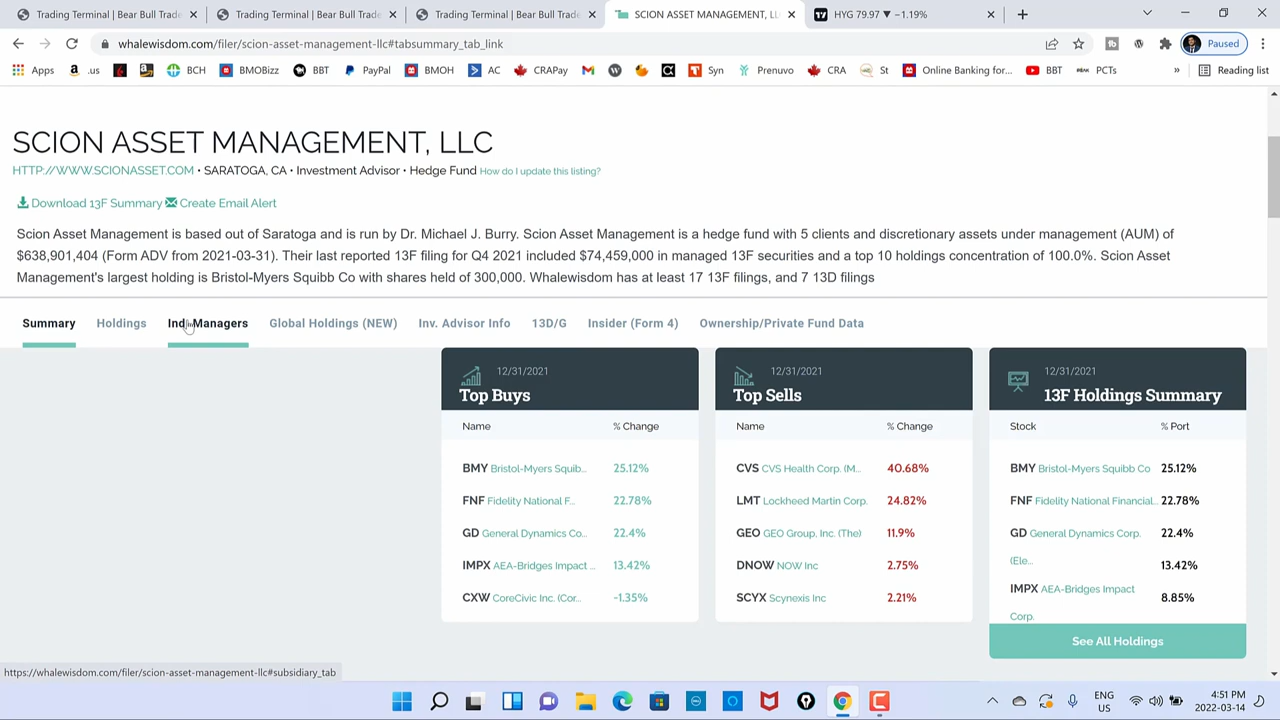 Trading Terminal | Bear Bull Trade
Trading Terminal | Bear Bull Trade
Trading Terminal | Bear Bull Trade
SCION ASSET MANAGEMENT, LL
HYG 79.97 ▼ −1.19%
whalewisdom.com/filer/scion-asset-management-llc#tabsummary_tab_link
Paused
Apps .us BCH BMOBizz BBT PayPal BMOH AC CRAPay Syn Prenuvo CRA St Online Banking for... BBT PCTs » Reading list
SCION ASSET MANAGEMENT, LLC
HTTP://WWW.SCIONASSET.COM • SARATOGA, CA • Investment Advisor • Hedge Fund How do I update this listing?
Download 13F Summary Create Email Alert
Scion Asset Management is based out of Saratoga and is run by Dr. Michael J. Burry. Scion Asset Management is a hedge fund with 5 clients and discretionary assets under management (AUM) of
$638,901,404 (Form ADV from 2021-03-31). Their last reported 13F filing for Q4 2021 included $74,459,000 in managed 13F securities and a top 10 holdings concentration of 100.0%. Scion Asset
Management's largest holding is Bristol-Myers Squibb Co with shares held of 300,000. Whalewisdom has at least 17 13F filings, and 7 13D filings
Summary Holdings Ind Managers Global Holdings (NEW) Inv. Advisor Info 13D/G Insider (Form 4) Ownership/Private Fund Data
12/31/2021
Top Buys
Name % Change
BMY Bristol-Myers Squib... 25.12%
FNF Fidelity National F... 22.78%
GD General Dynamics Co... 22.4%
IMPX AEA-Bridges Impact ... 13.42%
CXW CoreCivic Inc. (Cor... -1.35%
12/31/2021
Top Sells
Name % Change
CVS CVS Health Corp. (M... 40.68%
LMT Lockheed Martin Corp. 24.82%
GEO GEO Group, Inc. (The) 11.9%
DNOW NOW Inc 2.75%
SCYX Scynexis Inc 2.21%
12/31/2021
13F Holdings Summary
Stock % Port
BMY Bristol-Myers Squibb Co 25.12%
FNF Fidelity National Financial... 22.78%
GD General Dynamics Corp. 22.4%
(Ele...
13.42%
IMPX AEA-Bridges Impact 8.85%
Corp.
See All Holdings
https://whalewisdom.com/filer/scion-asset-management-llc#subsidiary_tab
ENG
US
4:51 PM
2022-03-14